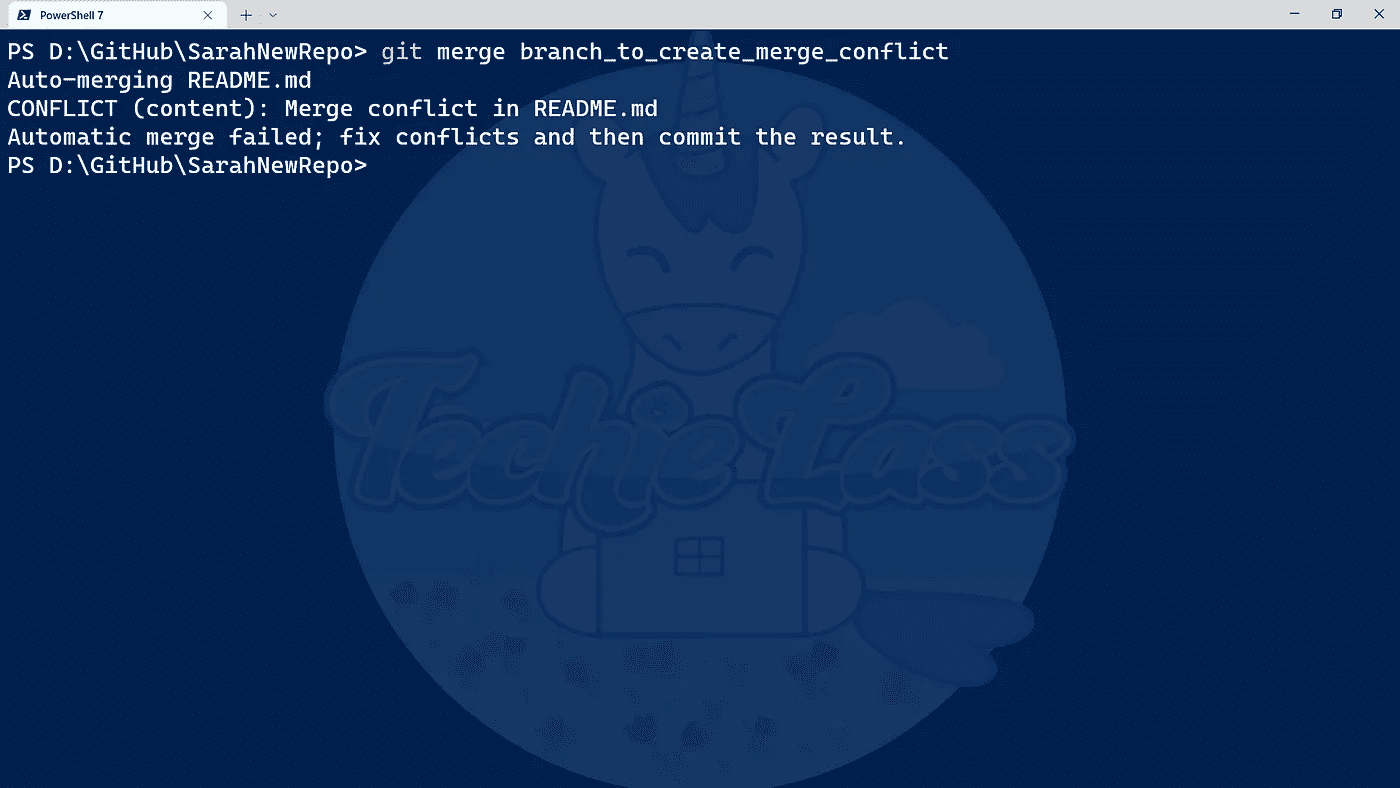 PowerShell 7
PS D:\GitHub\SarahNewRepo> git merge branch_to_create_merge_conflict
Auto-merging README.md
CONFLICT (content): Merge conflict in README.md
Automatic merge failed; fix conflicts and then commit the result.
PS D:\GitHub\SarahNewRepo>
Techie Lass